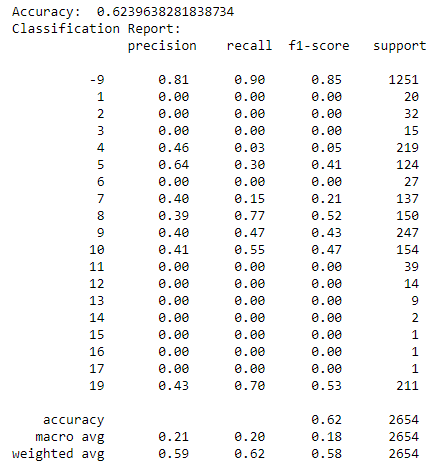 Accuracy:  0.6239638281838734
Classification Report:
              precision    recall  f1-score   support

          -9       0.81      0.90      0.85      1251
           1       0.00      0.00      0.00        20
           2       0.00      0.00      0.00        32
           3       0.00      0.00      0.00        15
           4       0.46      0.03      0.05       219
           5       0.64      0.30      0.41       124
           6       0.00      0.00      0.00        27
           7       0.40      0.15      0.21       137
           8       0.39      0.77      0.52       150
           9       0.40      0.47      0.43       247
          10       0.41      0.55      0.47       154
          11       0.00      0.00      0.00        39
          12       0.00      0.00      0.00        14
          13       0.00      0.00      0.00         9
          14       0.00      0.00      0.00         2
          15       0.00      0.00      0.00         1
          16       0.00      0.00      0.00         1
          17       0.00      0.00      0.00         1
          19       0.43      0.70      0.53       211

    accuracy                           0.62      2654
   macro avg       0.21      0.20      0.18      2654
weighted avg       0.59      0.62      0.58      2654